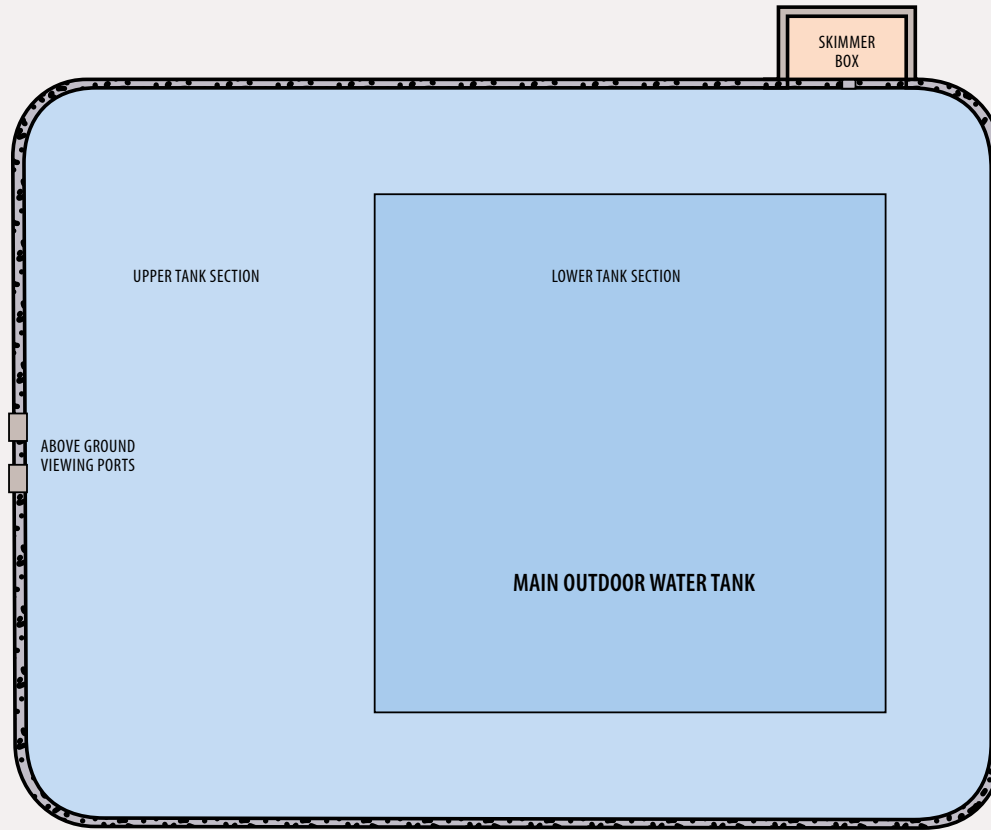 SKIMMER
BOX
UPPER TANK SECTION
LOWER TANK SECTION
ABOVE GROUND
VIEWING PORTS
MAIN OUTDOOR WATER TANK